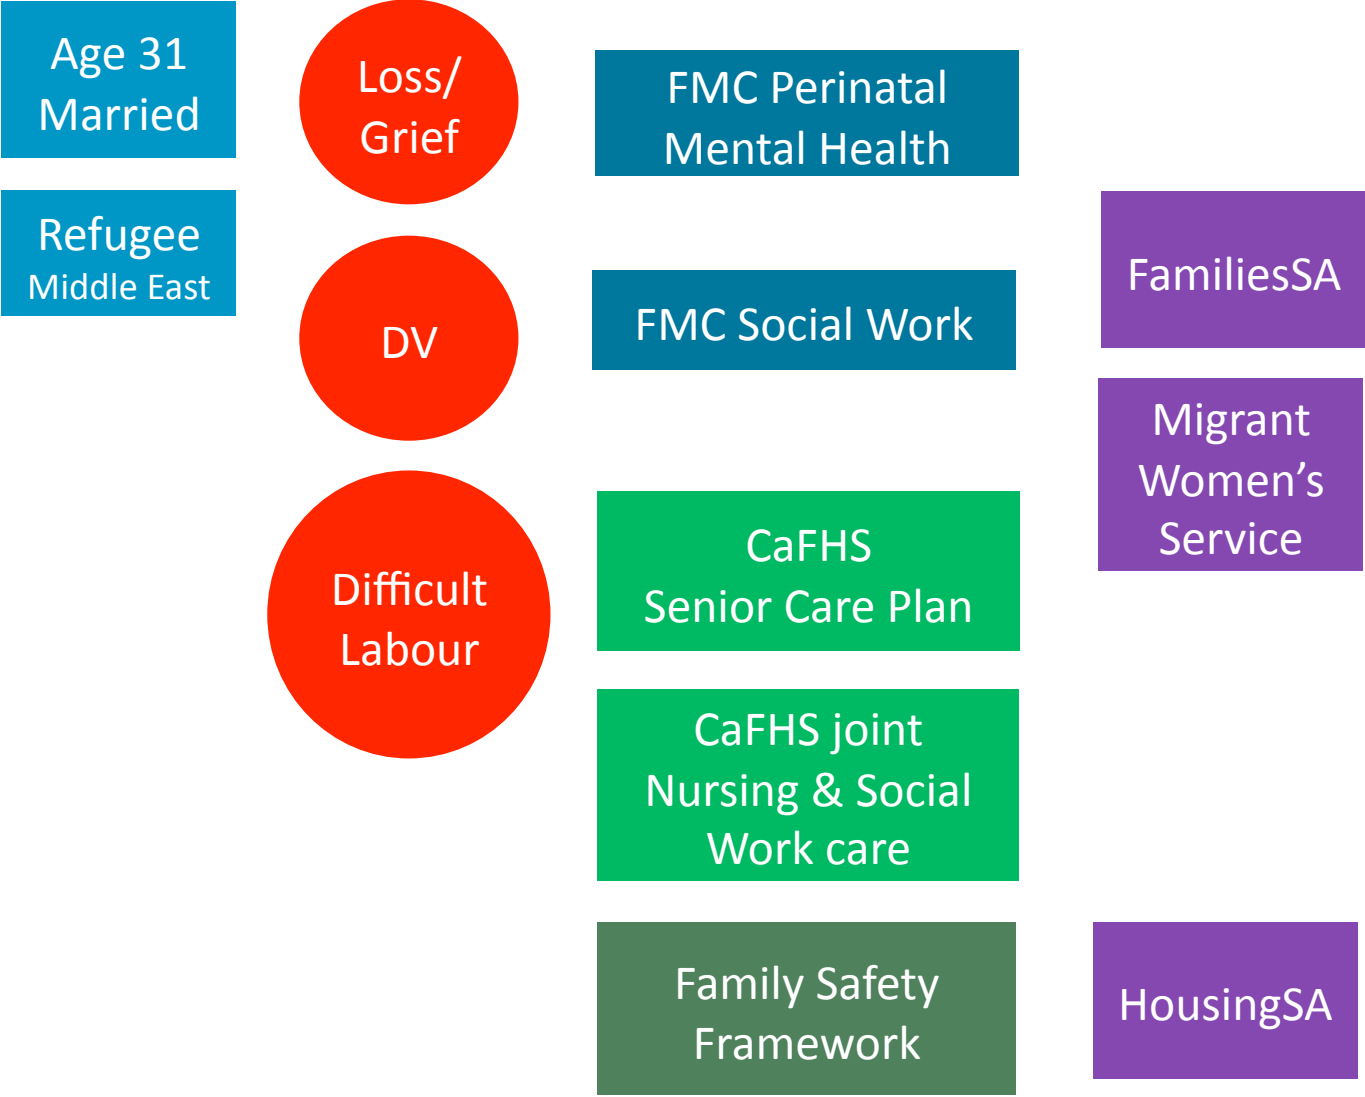 Age 31
Married
Refugee
Middle East
Loss/
Grief
DV
Difficult
Labour
FMC Perinatal
Mental Health
FMC Social Work
CaFHS
Senior Care Plan
CaFHS joint
Nursing & Social
Work care
Family Safety
Framework
FamiliesSA
Migrant
Women’s
Service
HousingSA